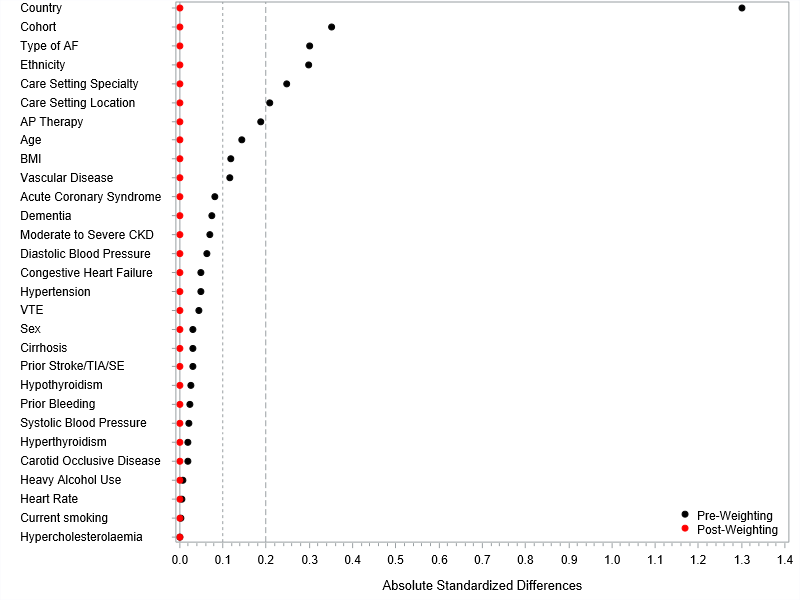 Country
Cohort
Type of AF
Ethnicity
Care Setting Specialty
Care Setting Location
AP Therapy
Age
BMI
Vascular Disease
Acute Coronary Syndrome
Dementia
Moderate to Severe CKD
Diastolic Blood Pressure
Congestive Heart Failure
Hypertension
VTE
Sex
Cirrhosis
Prior Stroke/TIA/SE
Hypothyroidism
Prior Bleeding
Systolic Blood Pressure
Hyperthyroidism
Carotid Occlusive Disease
Heavy Alcohol Use
Heart Rate
Current smoking
Hypercholesterolaemia
Pre-Weighting
Post-Weighting
0.0 0.1 0.2 0.3 0.4 0.5 0.6 0.7 0.8 0.9 1.0 1.1 1.2 1.3 1.4
Absolute Standardized Differences